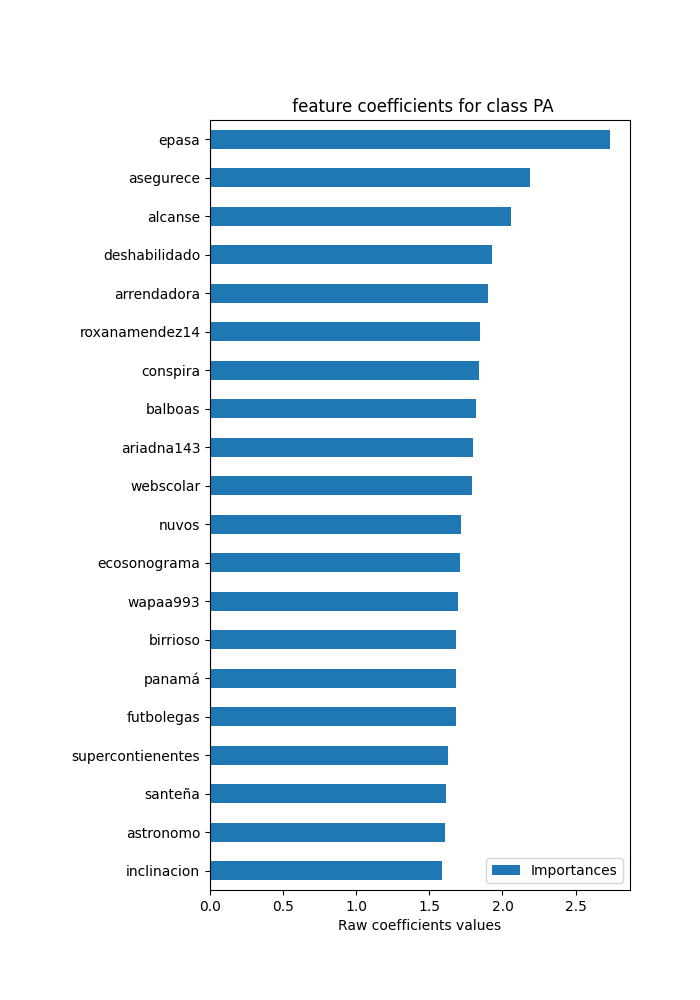 feature coefficients for class PA
epasa
asegurece
alcanse
deshabilidado
arrendadora
roxanamendez14
conspira
balboas
ariadna143
webscolar
nuvos
ecosonograma
wapaa993
birrioso
panamá
futbolegas
supercontienentes
santeña
astronomo
inclinacion
Importances
0.0 0.5 1.0 1.5 2.0 2.5
Raw coefficients values